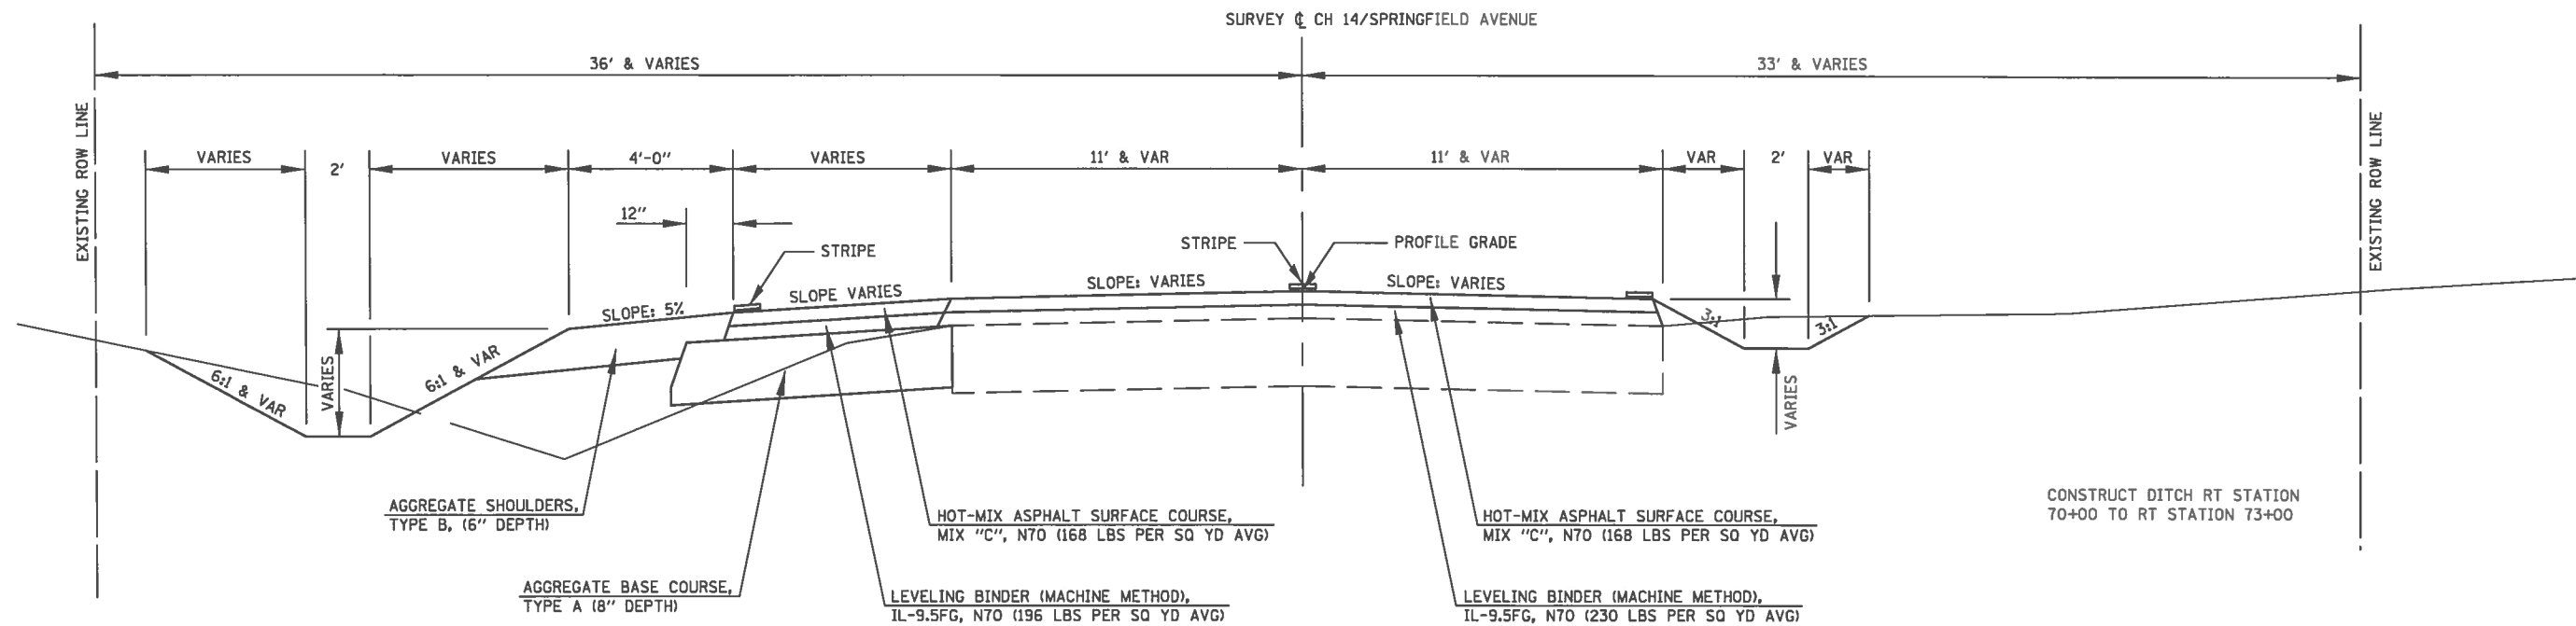 SURVEY ℄ CH 14/SPRINGFIELD AVENUE
36' & VARIES
33' & VARIES
EXISTING ROW LINE
EXISTING ROW LINE
VARIES
2'
VARIES
4'-0"
VARIES
11' & VAR
11' & VAR
VAR
2'
VAR
12"
STRIPE
STRIPE
PROFILE GRADE
SLOPE: 5%
SLOPE VARIES
SLOPE: VARIES
SLOPE: VARIES
3:1
3:1
6:1 & VAR
VARIES
6:1 & VAR
VARIES
AGGREGATE SHOULDERS,
TYPE B, (6" DEPTH)
HOT-MIX ASPHALT SURFACE COURSE,
MIX "C", N70 (168 LBS PER SQ YD AVG)
HOT-MIX ASPHALT SURFACE COURSE,
MIX "C", N70 (168 LBS PER SQ YD AVG)
CONSTRUCT DITCH RT STATION
70+00 TO RT STATION 73+00
AGGREGATE BASE COURSE,
TYPE A (8" DEPTH)
LEVELING BINDER (MACHINE METHOD),
IL-9.5FG, N70 (196 LBS PER SQ YD AVG)
LEVELING BINDER (MACHINE METHOD),
IL-9.5FG, N70 (230 LBS PER SQ YD AVG)